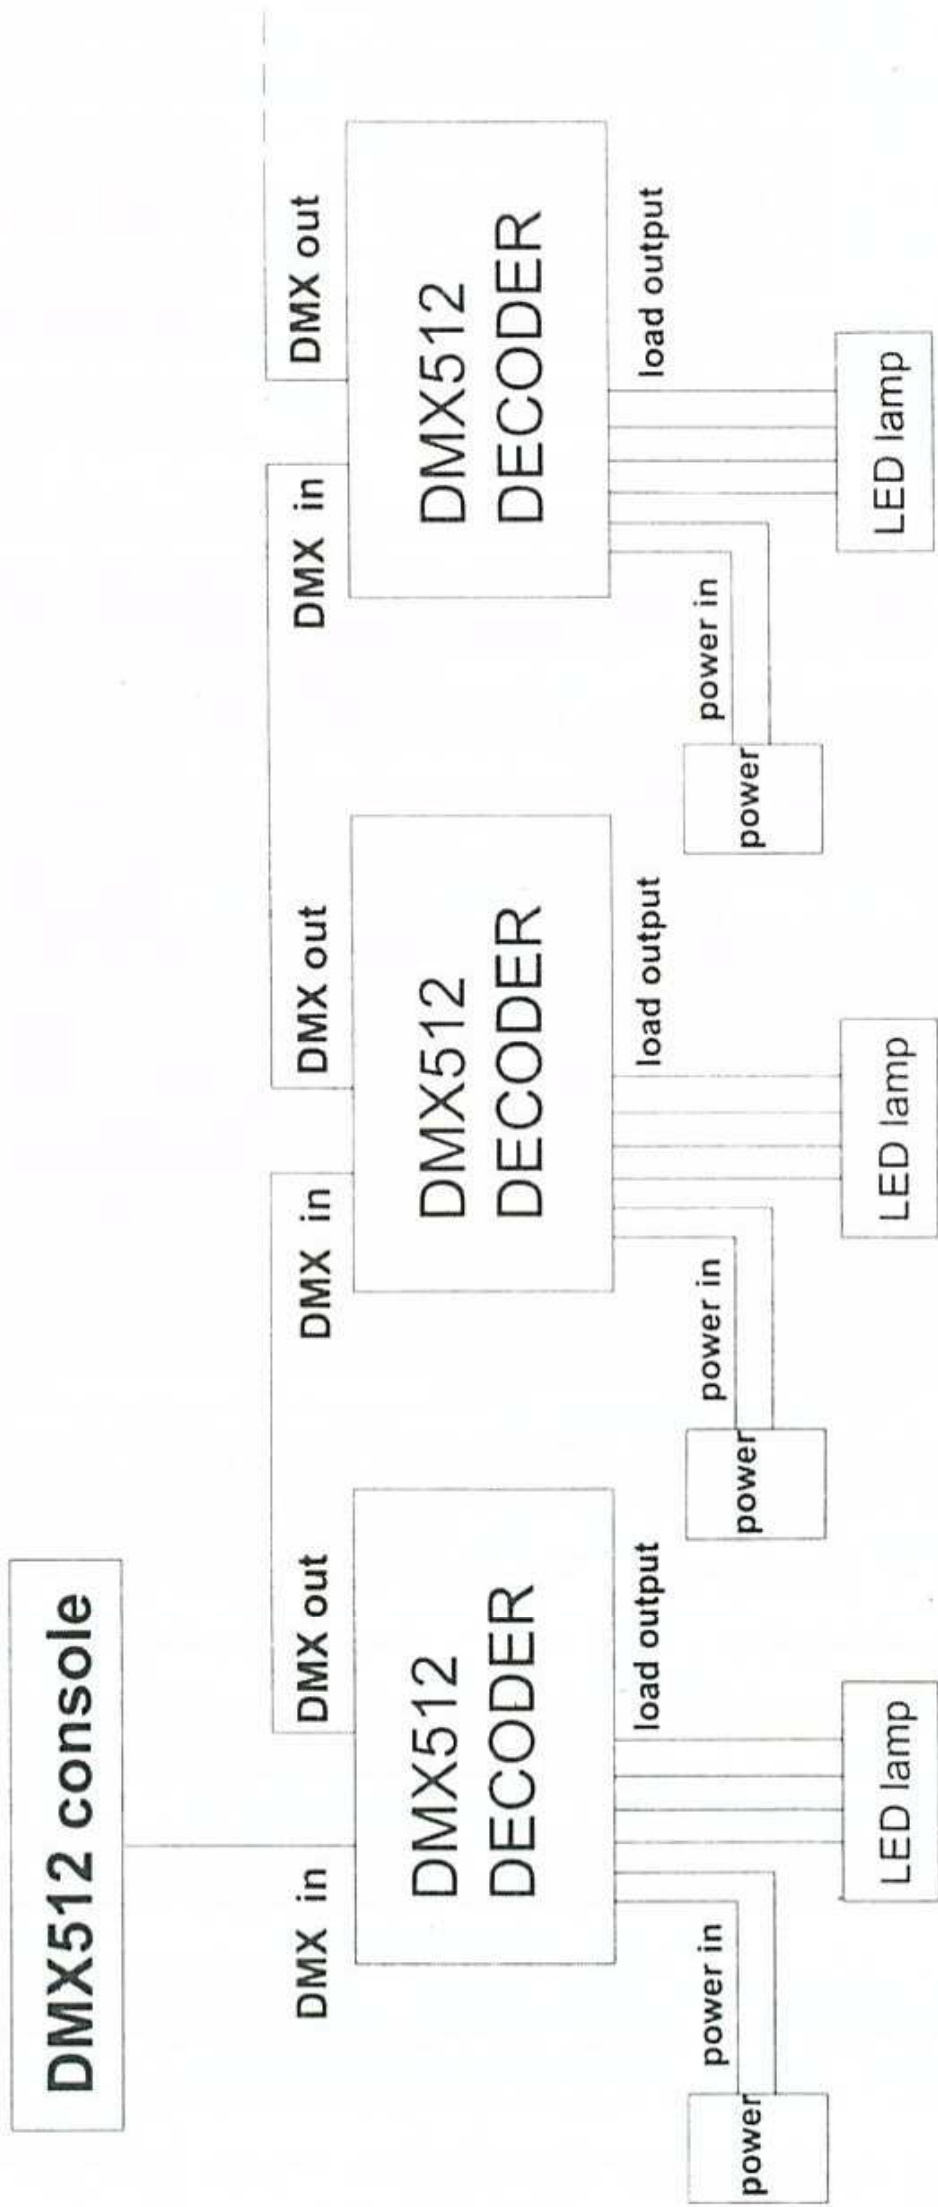 DMX512 console
DMX in
DMX out
DMX in
DMX out
DMX in
DMX out
DMX512
DECODER
DMX512
DECODER
DMX512
DECODER
load output
load output
load output
power in
power in
power in
power
LED lamp
power
LED lamp
power
LED lamp